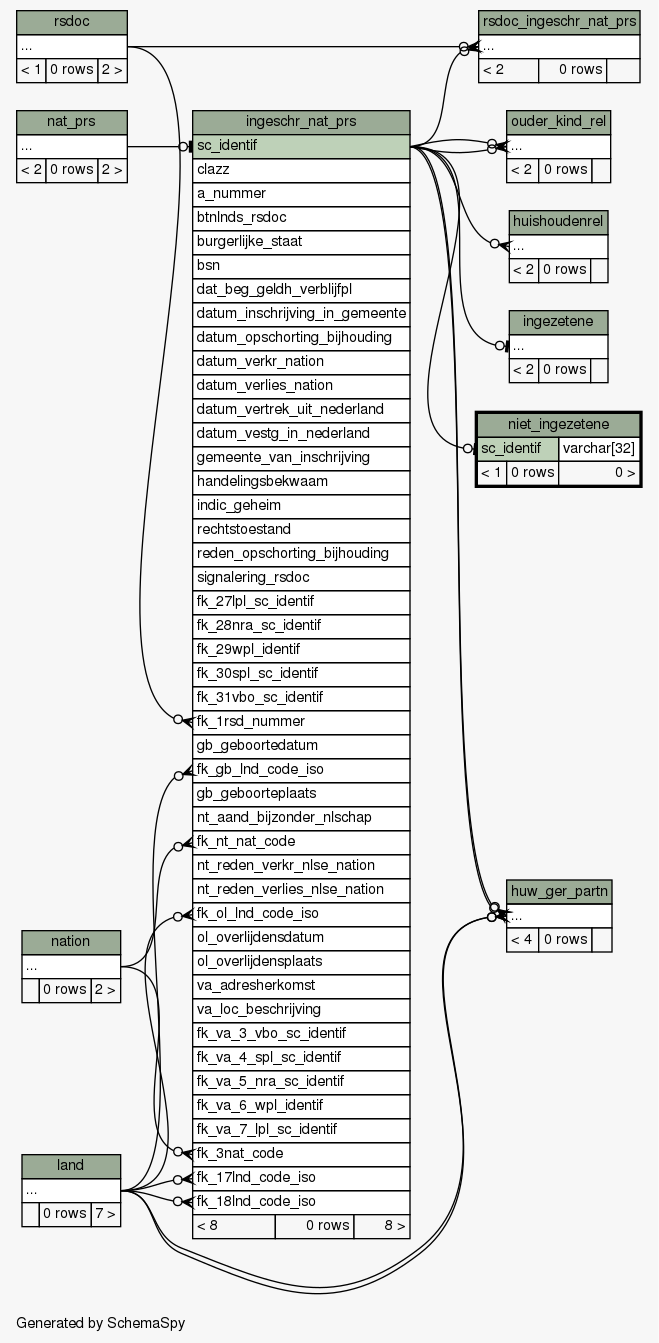 rsdoc
...
< 1 0 rows 2 >
rsdoc_ingeschr_nat_prs
...
< 2 0 rows
nat_prs
...
< 2 0 rows 2 >
ingeschr_nat_prs
sc_identif
clazz
a_nummer
btnlnds_rsdoc
burgerlijke_staat
bsn
dat_beg_geldh_verblijfpl
datum_inschrijving_in_gemeente
datum_opschorting_bijhouding
datum_verkr_nation
datum_verlies_nation
datum_vertrek_uit_nederland
datum_vestg_in_nederland
gemeente_van_inschrijving
handelingsbekwaam
indic_geheim
rechtstoestand
reden_opschorting_bijhouding
signalering_rsdoc
fk_27lpl_sc_identif
fk_28nra_sc_identif
fk_29wpl_identif
fk_30spl_sc_identif
fk_31vbo_sc_identif
fk_1rsd_nummer
gb_geboortedatum
fk_gb_lnd_code_iso
gb_geboorteplaats
nt_aand_bijzonder_nlschap
fk_nt_nat_code
nt_reden_verkr_nlse_nation
nt_reden_verlies_nlse_nation
fk_ol_lnd_code_iso
ol_overlijdensdatum
ol_overlijdensplaats
va_adresherkomst
va_loc_beschrijving
fk_va_3_vbo_sc_identif
fk_va_4_spl_sc_identif
fk_va_5_nra_sc_identif
fk_va_6_wpl_identif
fk_va_7_lpl_sc_identif
fk_3nat_code
fk_17lnd_code_iso
fk_18lnd_code_iso
< 8 0 rows 8 >
ouder_kind_rel
...
< 2 0 rows
huishoudenrel
...
< 2 0 rows
ingezetene
...
< 2 0 rows
niet_ingezetene
sc_identif varchar[32]
< 1 0 rows 0 >
huw_ger_partn
...
< 4 0 rows
nation
...
0 rows 2 >
land
...
0 rows 7 >
Generated by SchemaSpy